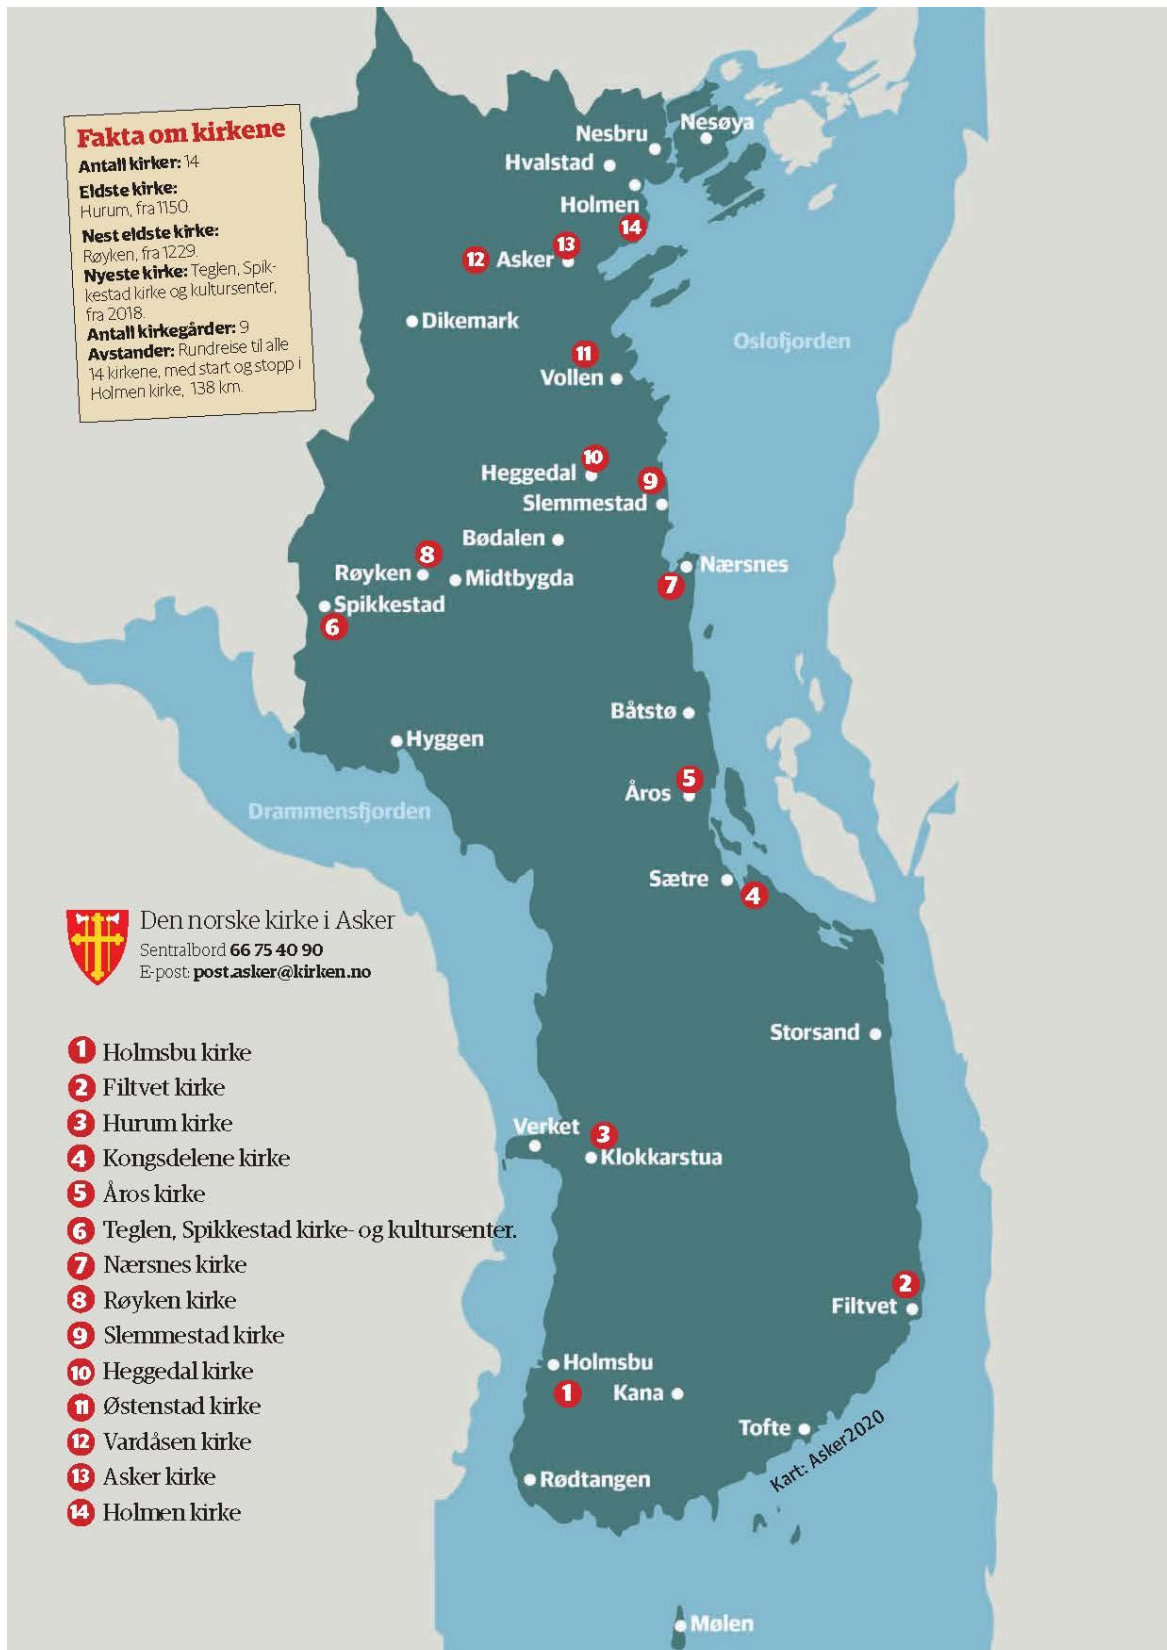 Fakta om kirkene
Antall kirker: 14
Eldste kirke:
Hurum, fra 1150.
Nest eldste kirke:
Røyken, fra 1229.
Nyeste kirke: Teglen, Spik-
kestad kirke og kultursenter,
fra 2018.
Antall kirkegårder: 9
Avstander: Rundreise til alle
14 kirkene, med start og stopp i
Holmen kirke, 138 km.
Nesøya
Nesbru
Hvalstad
Holmen
14
13
12 Asker
Dikemark
Oslofjorden
11
Vollen
10
Heggedal
9
Slemmestad
Bødalen
8
Røyken
Midtbygda
Nærsnes
7
Spikkestad
6
Båtstø
Hyggen
5
Åros
Drammensfjorden
Sætre
4
Storsand
Verket
3
Klokkarstua
2
Filtvet
Holmsbu
1
Kana
Tofte
Kart: Asker2020
Rødtangen
Mølen
Den norske kirke i Asker
Sentralbord 66 75 40 90
E-post: post.asker@kirken.no
1 Holmsbu kirke
2 Filtvet kirke
3 Hurum kirke
4 Kongsdelene kirke
5 Åros kirke
6 Teglen, Spikkestad kirke- og kultursenter.
7 Nærsnes kirke
8 Røyken kirke
9 Slemmestad kirke
10 Heggedal kirke
11 Østenstad kirke
12 Vardåsen kirke
13 Asker kirke
14 Holmen kirke